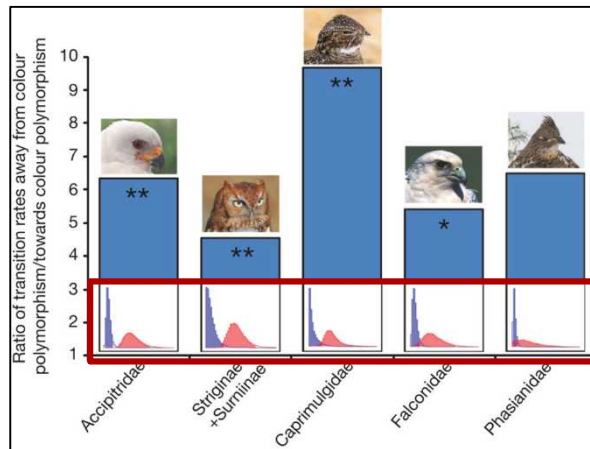 Ratio of transition rates away from colour
polymorphism/towards colour polymorphism
10
9
8
7
6
5
4
3
2
1
**
**
**
*
Accipitridae
Striginae
+Surniinae
Caprimulgidae
Falconidae
Phasianidae